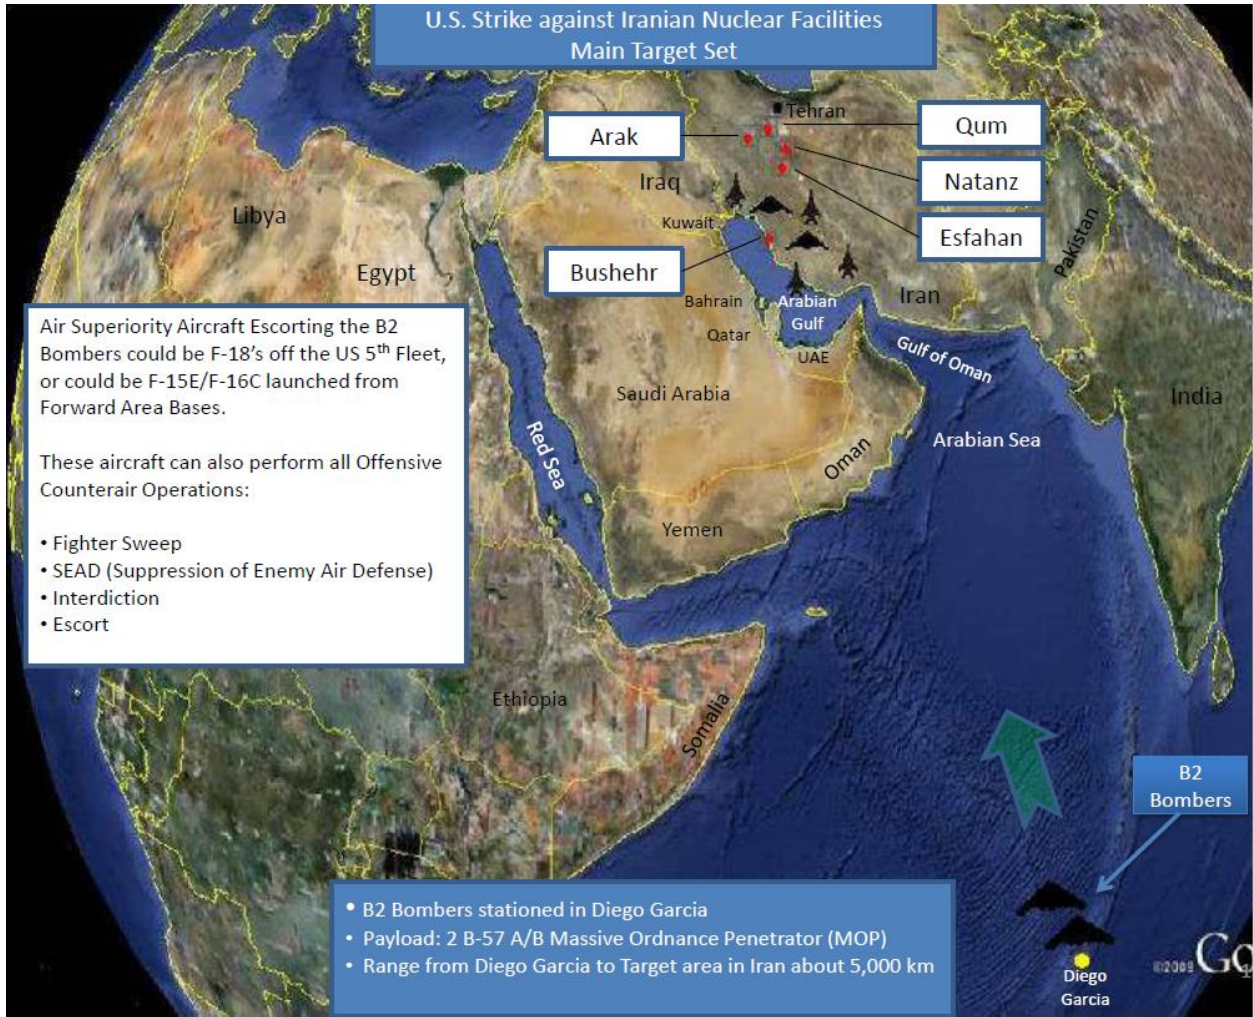 U.S. Strike against Iranian Nuclear Facilities
Main Target Set
Tehran
Arak
Qum
Iraq
Natanz
Libya
Kuwait
Pakistan
Esfahan
Egypt
Bushehr
Iran
Bahrain
Arabian
Gulf
Qatar
UAE
Gulf of Oman
Air Superiority Aircraft Escorting the B2
Bombers could be F-18's off the US 5th Fleet,
or could be F-15E/F-16C launched from
Forward Area Bases.
These aircraft can also perform all Offensive
Counterair Operations:
• Fighter Sweep
• SEAD (Suppression of Enemy Air Defense)
• Interdiction
• Escort
Saudi Arabia
India
Red Sea
Oman
Arabian Sea
Yemen
Ethiopia
Somalia
B2
Bombers
• B2 Bombers stationed in Diego Garcia
• Payload: 2 B-57 A/B Massive Ordnance Penetrator (MOP)
• Range from Diego Garcia to Target area in Iran about 5,000 km
Diego
Garcia
©2009